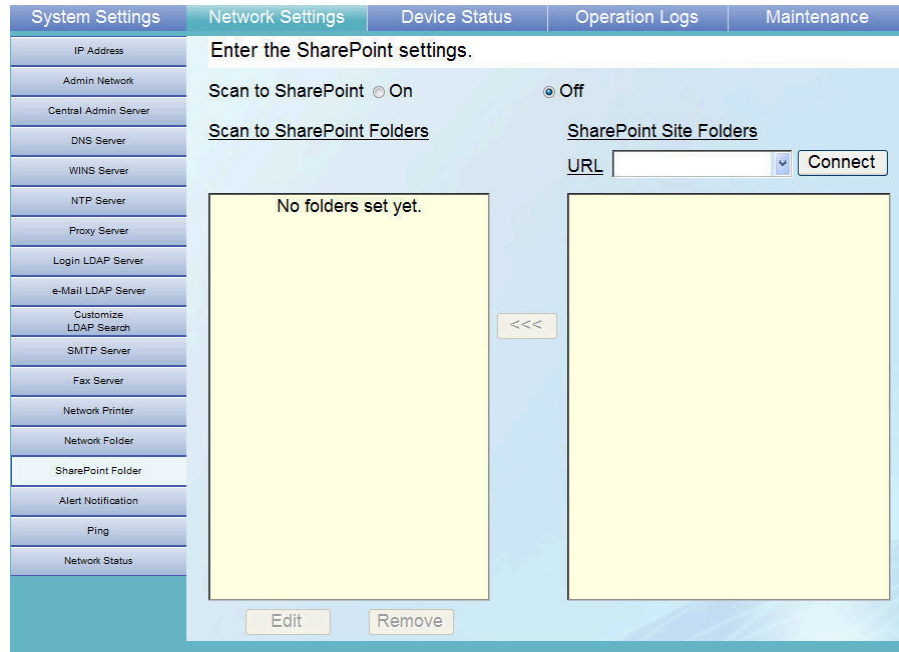 System Settings
Network Settings
Device Status
Operation Logs
Maintenance
IP Address
Admin Network
Central Admin Server
DNS Server
WINS Server
NTP Server
Proxy Server
Login LDAP Server
e-Mail LDAP Server
Customize
LDAP Search
SMTP Server
Fax Server
Network Printer
Network Folder
SharePoint Folder
Alert Notification
Ping
Network Status
Enter the SharePoint settings.
Scan to SharePoint On Off
Scan to SharePoint Folders
SharePoint Site Folders
URL Connect
No folders set yet.
<<<
Edit Remove